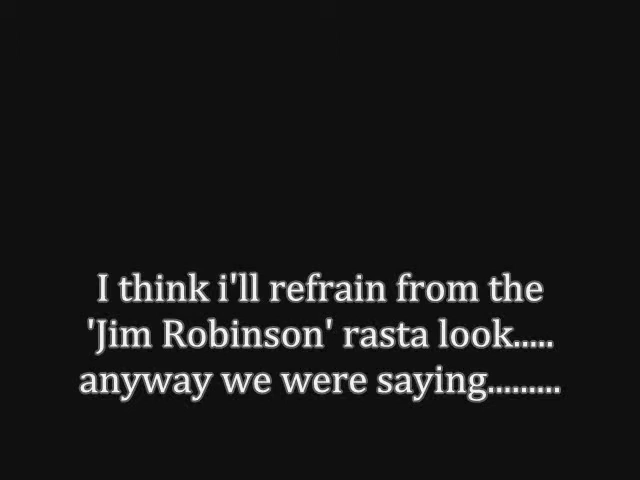 I think i'll refrain from the
'Jim Robinson' rasta look.....
anyway we were saying.........